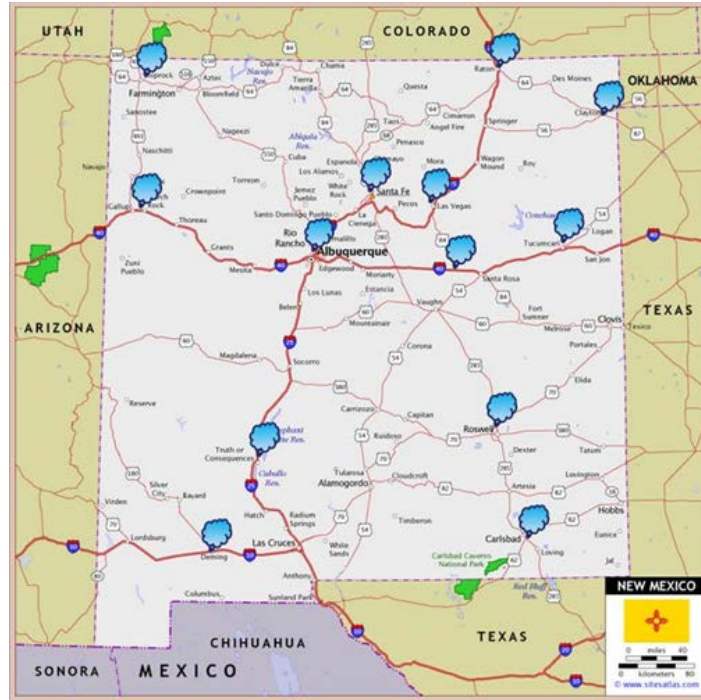 UTAH
COLORADO
OKLAHOMA
Raton
Des Moines
Clayton
Dulce
Chama
Navajo
Res.
Aztec
Tierra
Amarilla
Questa
Farmington
Bloomfield
Cimarron
Springer
Sanostee
Taos
Angel Fire
Naschitti
Nageezi
Abiquiu
Res.
Penasco
Wagon
Mound
Roy
Navajo
Cuba
Espanola
Mora
Los Alamos
Torreon
Crownpoint
Jemez
Pueblo
White
Rock
Santa Fe
Gallup
Santo Domingo Pueblo
La
Cienega
Pecos
Las Vegas
Thoreau
Rio
Rancho
Logan
Tucumcari
Grants
Albuquerque
San Jon
Zuni
Pueblo
Mesita
Edgewood
Moriarty
Santa Rosa
Los Lunas
Estancia
Belen
Vaughn
Fort
Sumner
TEXAS
ARIZONA
Mountainair
Melrose
Clovis
Texico
Magdalena
Socorro
Corona
Portales
Elida
Reserve
Carrizozo
Capitan
Roswell
Truth or
Consequences
Ruidoso
Dexter
Tatum
Caballo
Res.
Tularosa
Cloudcroft
Lovington
Silver
City
Bayard
Alamogordo
Artesia
Virden
Hatch
Radium
Springs
Timberon
Hobbs
Lordsburg
Las Cruces
White
Sands
Carlsbad
Eunice
Deming
Loving
Carlsbad Caverns
National Park
Jal
Anthony
Columbus
Sunland Park
Red Bluff
Res.
NEW MEXICO
CHIHUAHUA
TEXAS
SONORA
MEXICO
0 miles 40
0 kilometers 80
© www.sitesatlas.com